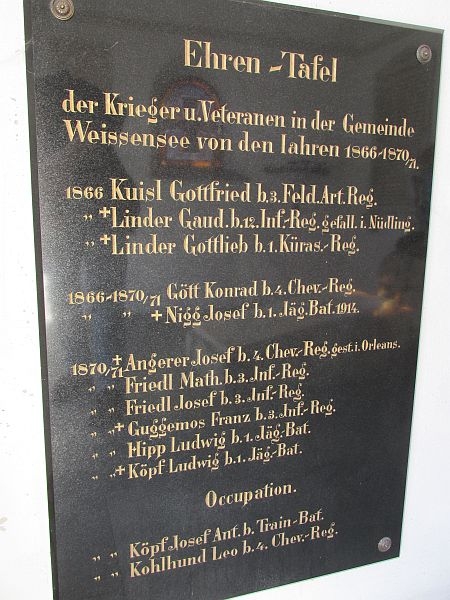 Ehren-Tafel
der Krieger u. Veteranen in der Gemeinde
Weissensee von den Iahren 1866-1870/71.
1866 Kuisl Gottfried b. 3. Feld. Art. Reg.
" +Linder Gaud. b. 12. Inf.-Reg. gefall. i. Nüdling.
" +Linder Gottlieb b. 1. Küras.-Reg.
1866-1870/71 Gött Konrad b. 4. Chev.-Reg.
" " +Nigg Josef b. 1. Jäg. Bat. 1914.
1870/71 +Angerer Josef b. 4. Chev.-Reg. gest. i. Orleans.
" " Friedl Math. b. 3. Inf.-Reg.
" " Friedl Josef b. 3. Inf.-Reg.
" " +Guggemos Franz b. 3. Inf.-Reg.
" " Hipp Ludwig b. 1. Jäg.-Bat.
" " +Köpf Ludwig b. 1. Jäg.-Bat.
Occupation.
" " Köpf Josef Ant. b. Train-Bat.
" " Kohlhund Leo b. 4. Chev.-Reg.